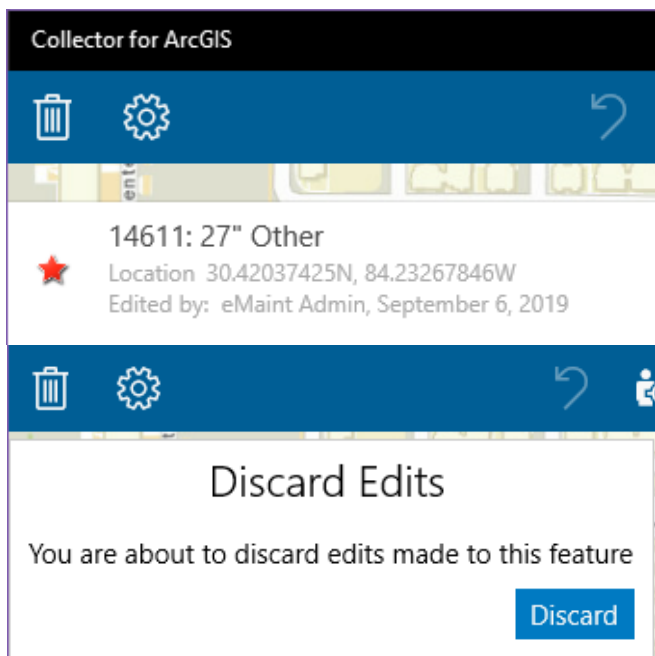 Collector for ArcGIS
ente
14611: 27" Other
Location 30.42037425N, 84.23267846W
Edited by: eMaint Admin, September 6, 2019
Discard Edits
You are about to discard edits made to this feature
Discard